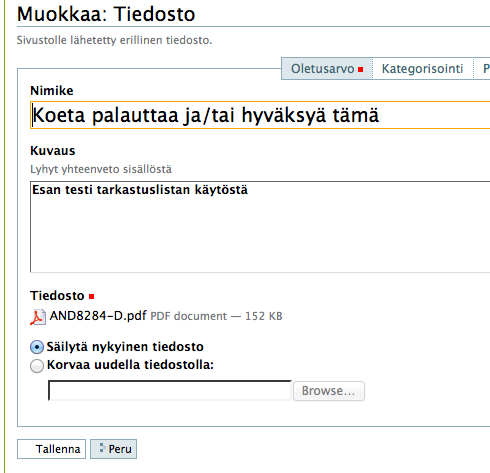 Muokkaa: Tiedosto
Sivustolle lähetetty erillinen tiedosto.
Oletusarvo Kategorisointi P
Nimike
Koeta palauttaa ja/tai hyväksyä tämä
Kuvaus
Lyhyt yhteenveto sisällöstä
Esan testi tarkastuslistan käytöstä
Tiedosto
AND8284-D.pdf PDF document — 152 KB
Säilytä nykyinen tiedosto
Korvaa uudella tiedostolla:
Browse...
Tallenna Peru